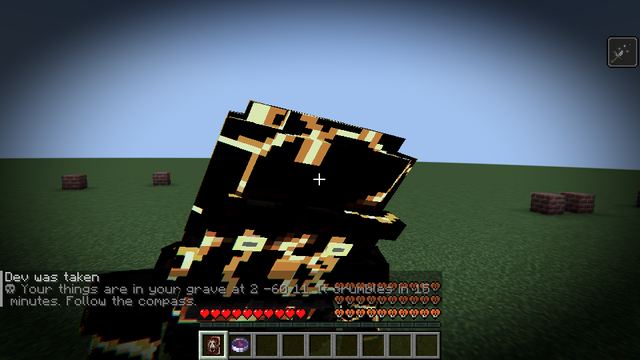 Dev was taken
Your things are in your grave at 2 -60 11. It crumbles in 15
minutes. Follow the compass.